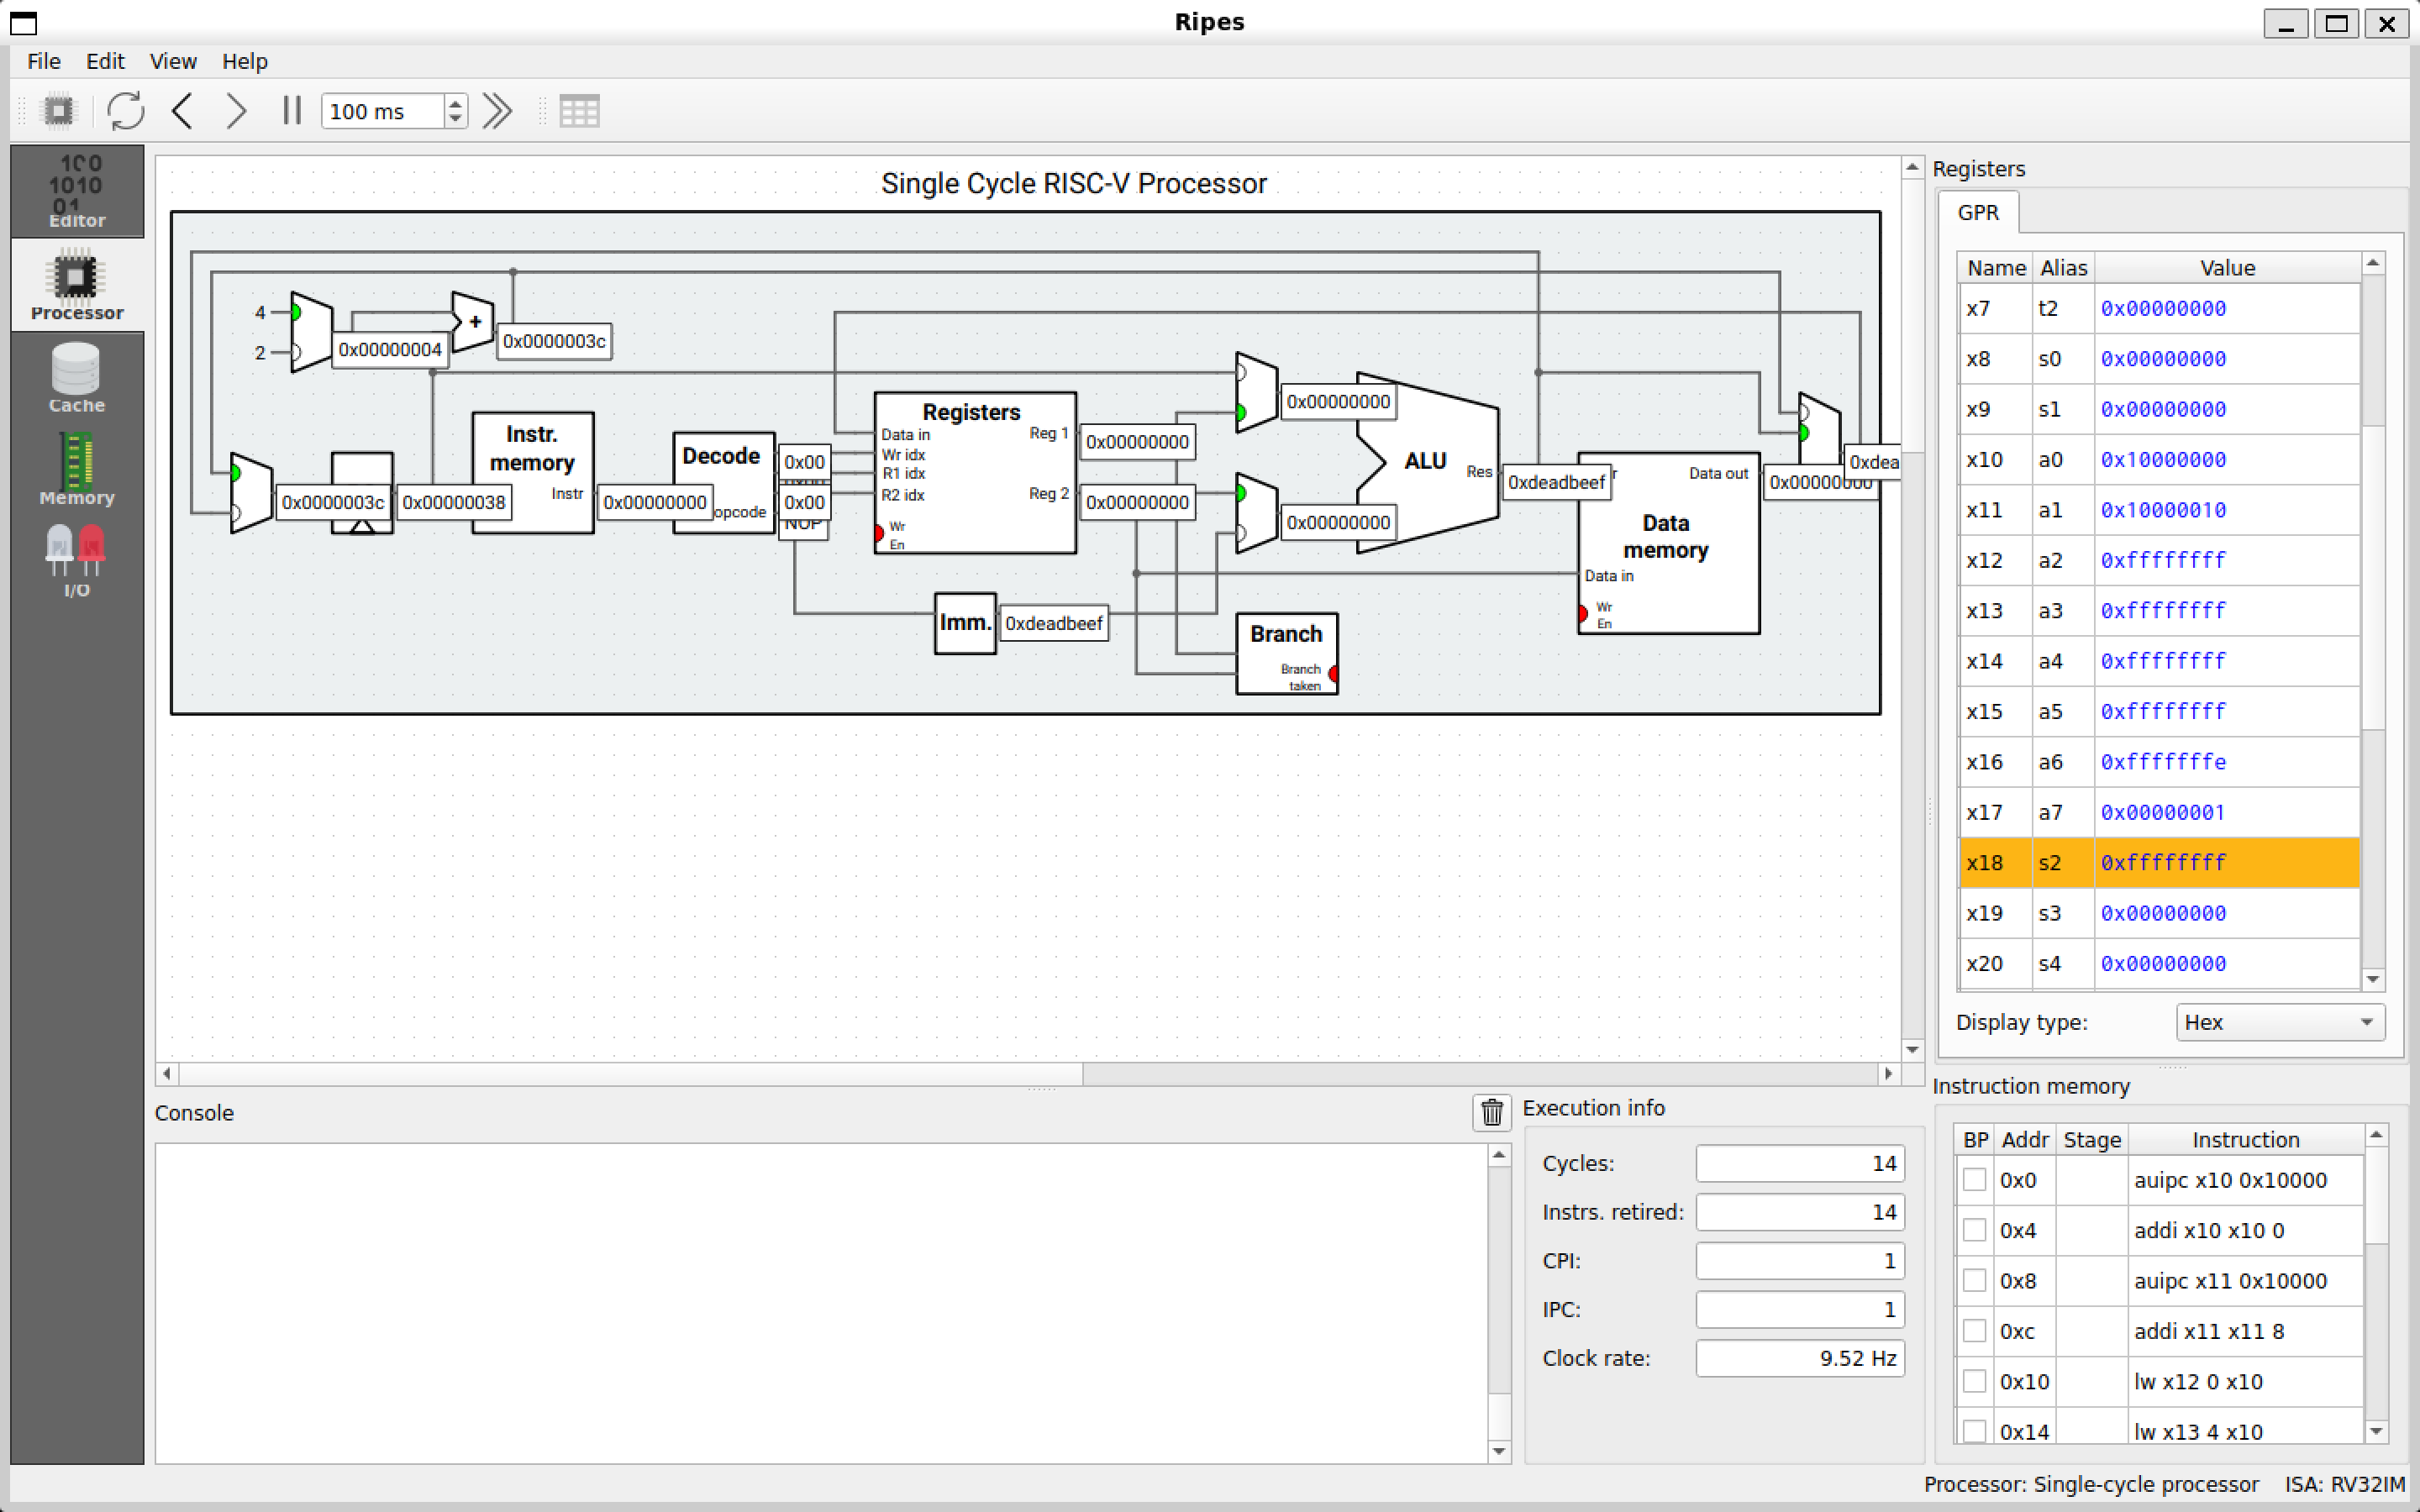 Ripes
File Edit View Help
100 ms
Editor
Processor
Cache
Memory
I/O
Single Cycle RISC-V Processor
4
2
0x00000004
+
0x0000003c
0x0000003c
0x00000038
Instr.
memory
Instr
0x00000000
Decode
opcode
0x00
0x00
NOP
Registers
Data in
Wr idx
R1 idx
R2 idx
Wr
En
Reg 1
Reg 2
0x00000000
0x00000000
Imm.
0xdeadbeef
0x00000000
0x00000000
ALU
Res
0xdeadbeef
r
Data out
Data
memory
Data in
Wr
En
0x00000000
0xdea
Branch
Branch
taken
Registers
GPR
Name Alias Value
x7 t2 0x00000000
x8 s0 0x00000000
x9 s1 0x00000000
x10 a0 0x10000000
x11 a1 0x10000010
x12 a2 0xffffffff
x13 a3 0xffffffff
x14 a4 0xffffffff
x15 a5 0xffffffff
x16 a6 0xfffffffe
x17 a7 0x00000001
x18 s2 0xffffffff
x19 s3 0x00000000
x20 s4 0x00000000
Display type: Hex
Console
Execution info
Cycles: 14
Instrs. retired: 14
CPI: 1
IPC: 1
Clock rate: 9.52 Hz
Instruction memory
BP Addr Stage Instruction
0x0 auipc x10 0x10000
0x4 addi x10 x10 0
0x8 auipc x11 0x10000
0xc addi x11 x11 8
0x10 lw x12 0 x10
0x14 lw x13 4 x10
Processor: Single-cycle processor ISA: RV32IM